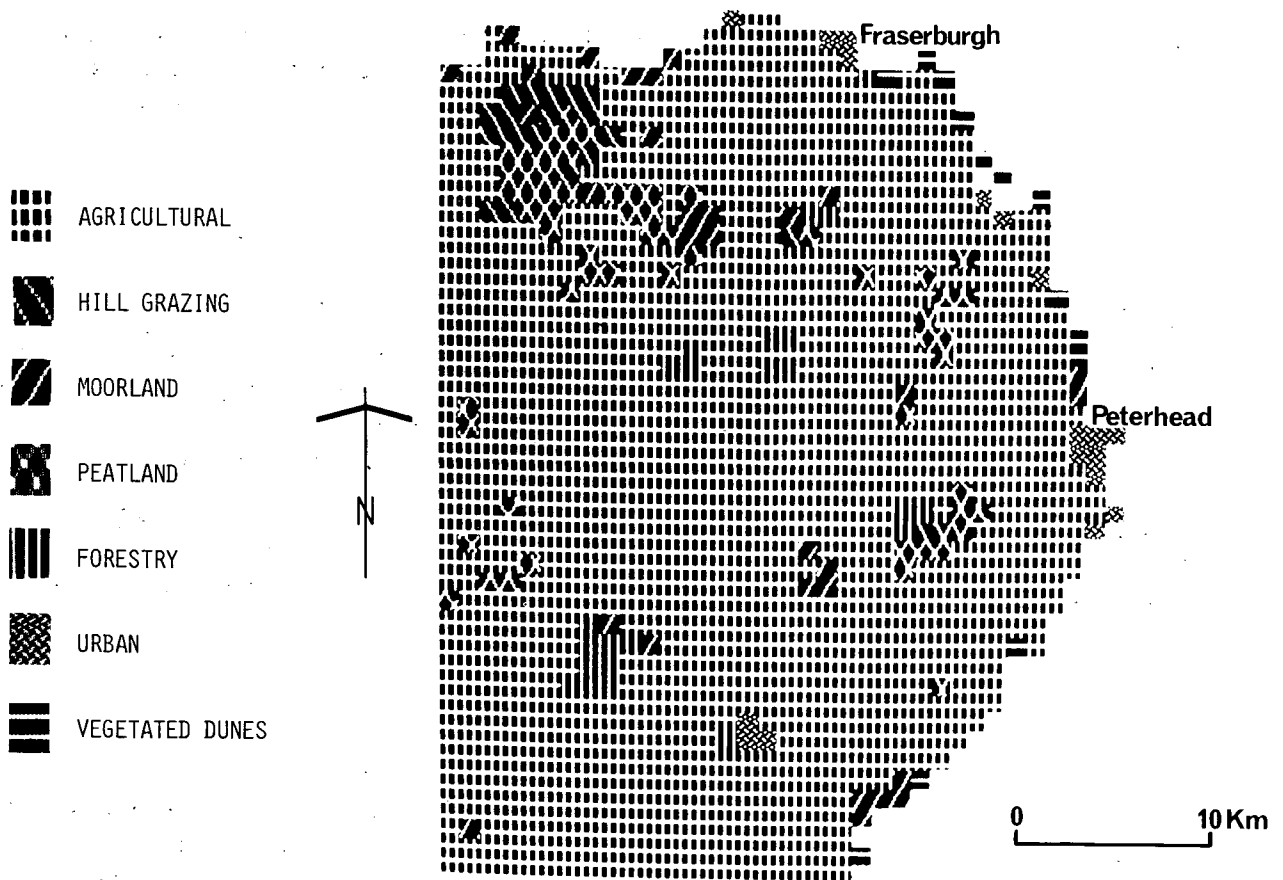 Fraserburgh
AGRICULTURAL
HILL GRAZING
MOORLAND
Peterhead
PEATLAND
N
FORESTRY
URBAN
VEGETATED DUNES
0 10 Km